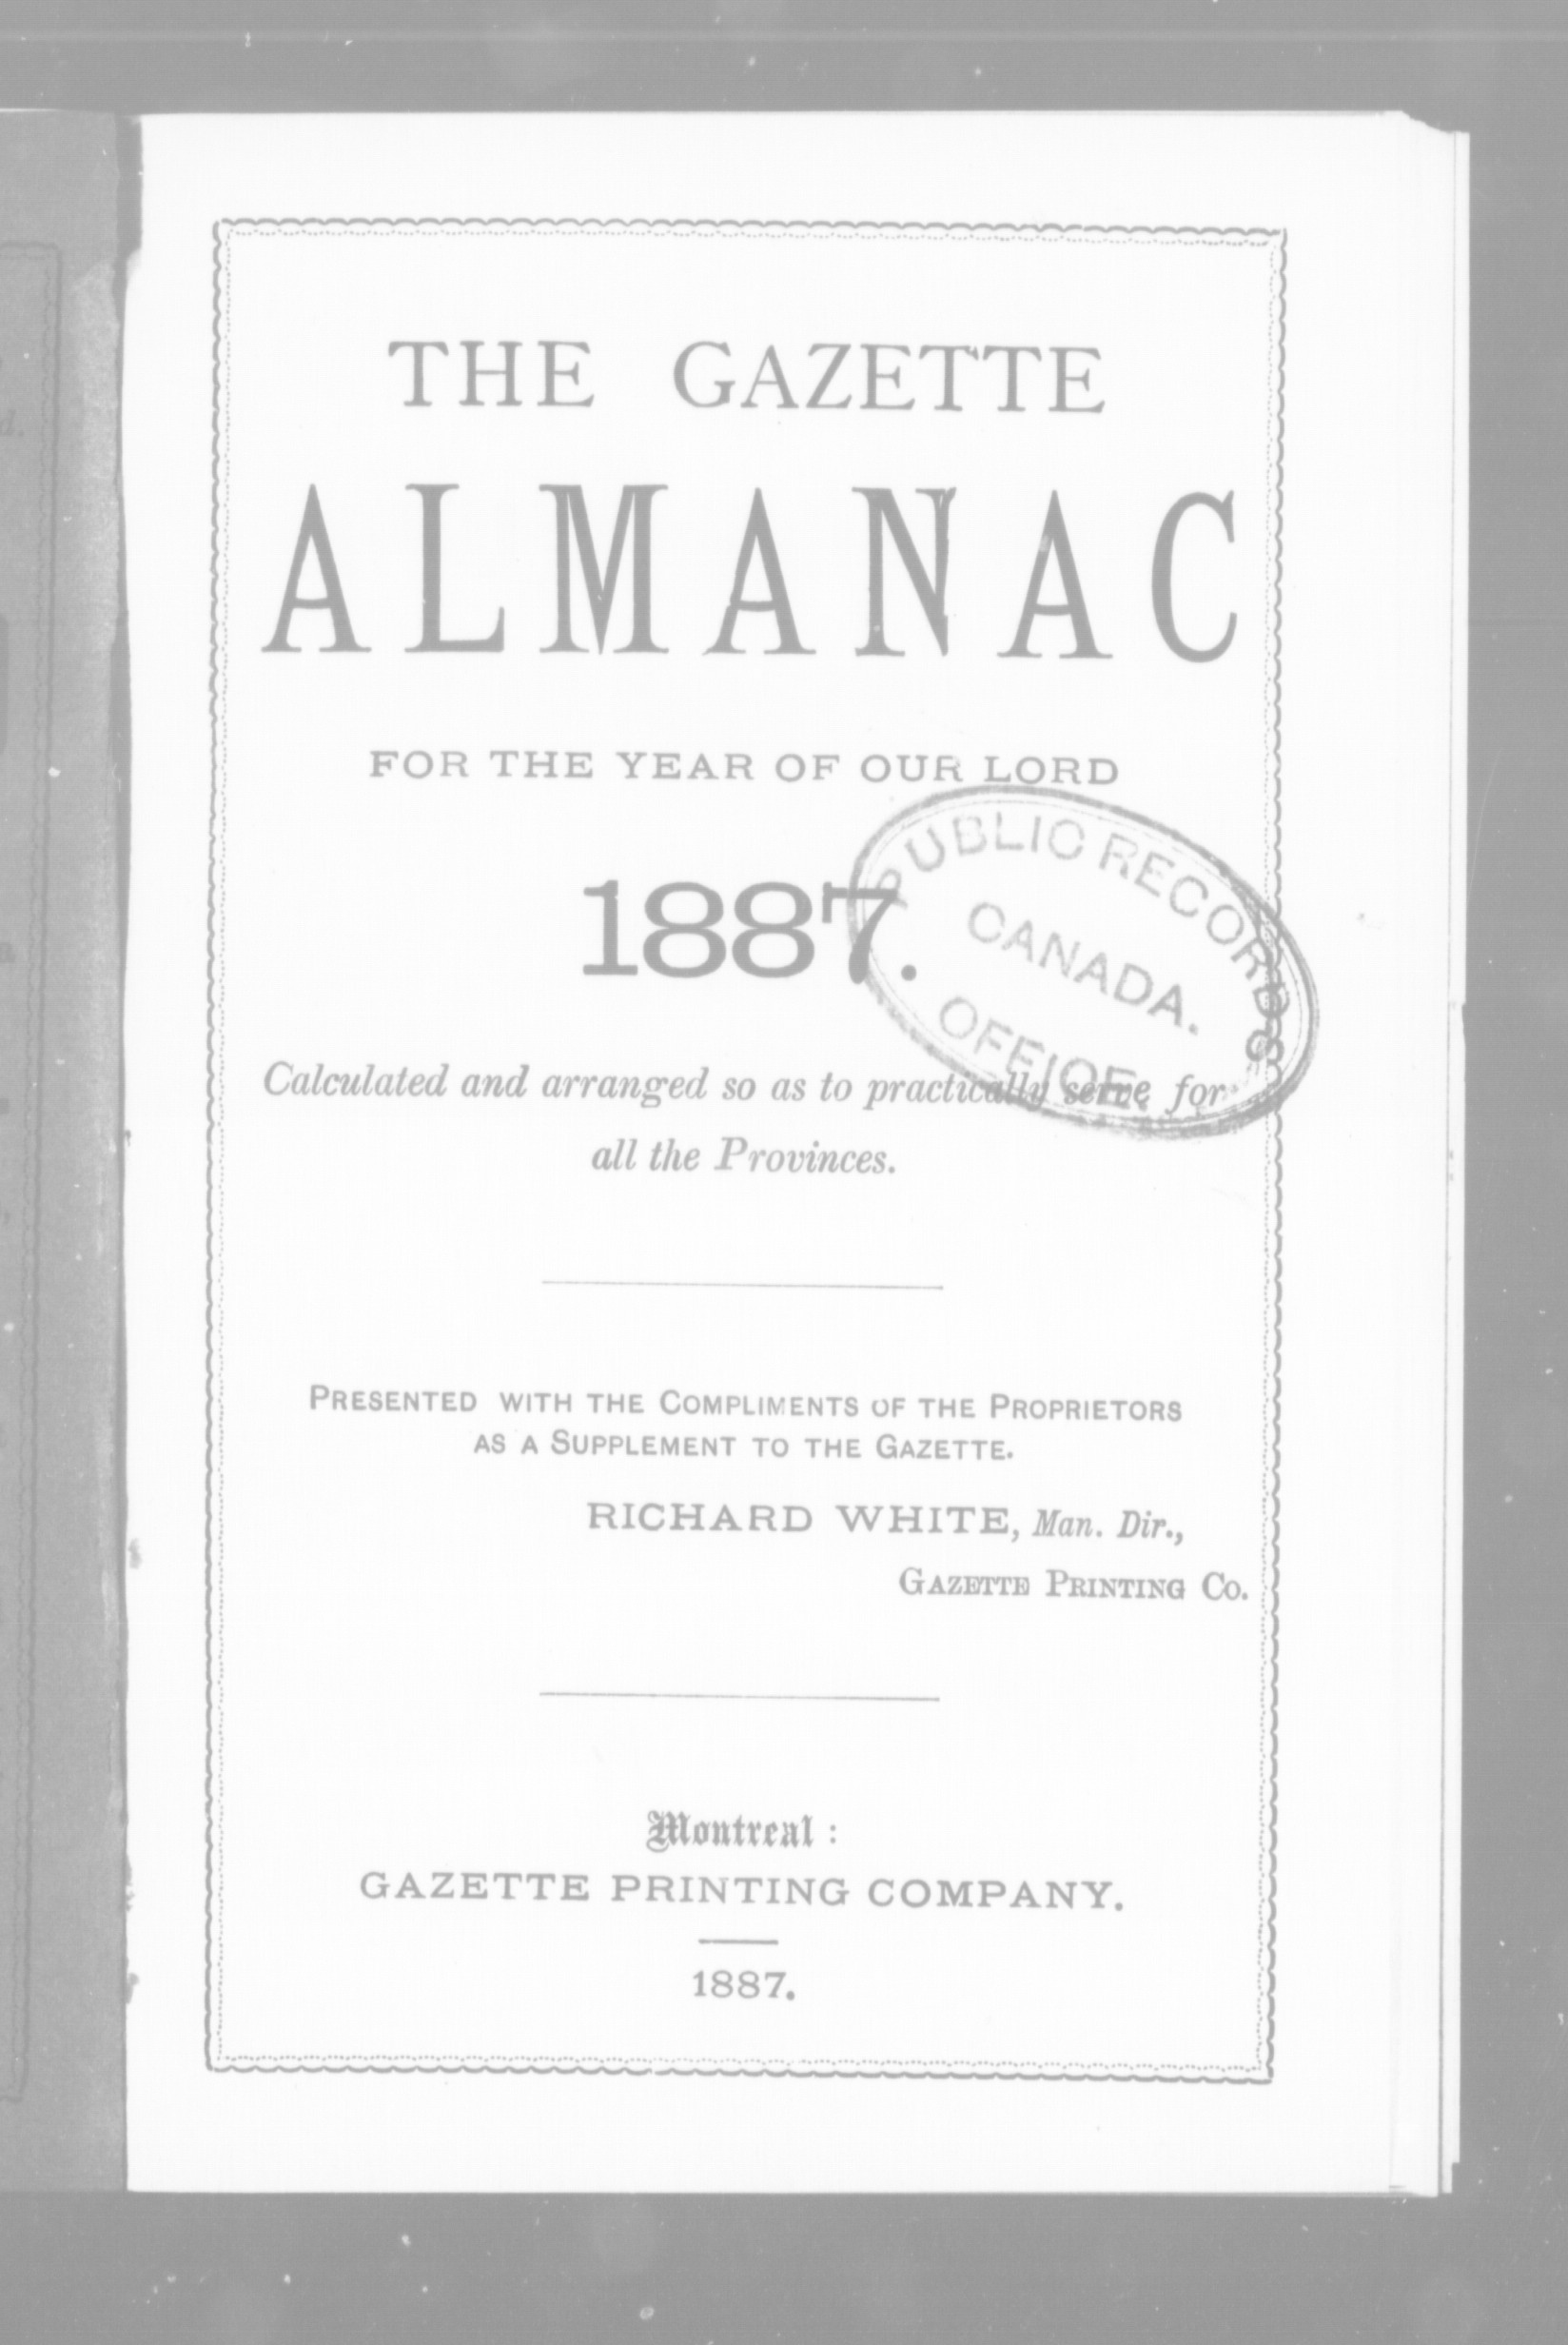 THE GAZETTE
ALMANAC
FOR THE YEAR OF OUR LORD
1887.
PUBLIC RECORDS
CANADA.
OFFICE.
Calculated and arranged so as to practically serve for
all the Provinces.
PRESENTED WITH THE COMPLIMENTS OF THE PROPRIETORS
AS A SUPPLEMENT TO THE GAZETTE.
RICHARD WHITE, Man. Dir.,
GAZETTE PRINTING CO.
Montreal :
GAZETTE PRINTING COMPANY.
1887.